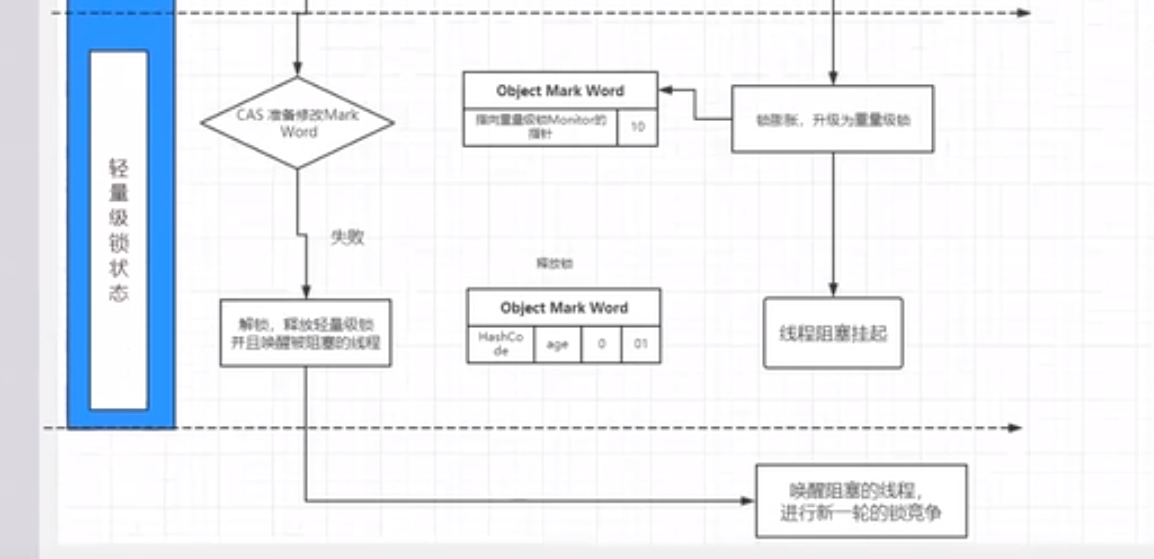 轻量级锁状态
CAS 准备修改Mark
Word
失败
解锁，释放轻量级锁
并且唤醒被阻塞的线程
Object Mark Word
指向重量级锁Monitor的
指针
10
释放锁
Object Mark Word
HashCo
de
age
0
01
锁膨胀，升级为重量级锁
线程阻塞挂起
唤醒阻塞的线程，
进行新一轮的锁竞争